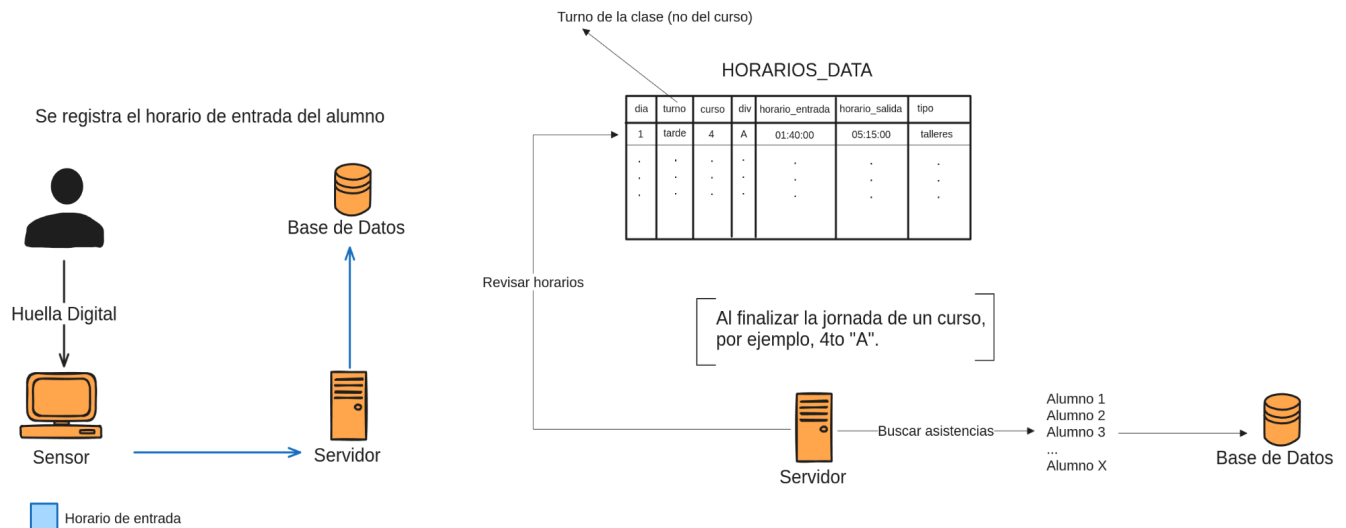 Turno de la clase (no del curso)
HORARIOS_DATA
dia turno curso div horario_entrada horario_salida tipo
1 tarde 4 A 01:40:00 05:15:00 talleres
Se registra el horario de entrada del alumno
Base de Datos
Huella Digital
Sensor
Servidor
Horario de entrada
Revisar horarios
Al finalizar la jornada de un curso,
por ejemplo, 4to "A".
Servidor
Buscar asistencias
Alumno 1
Alumno 2
Alumno 3
...
Alumno X
Base de Datos